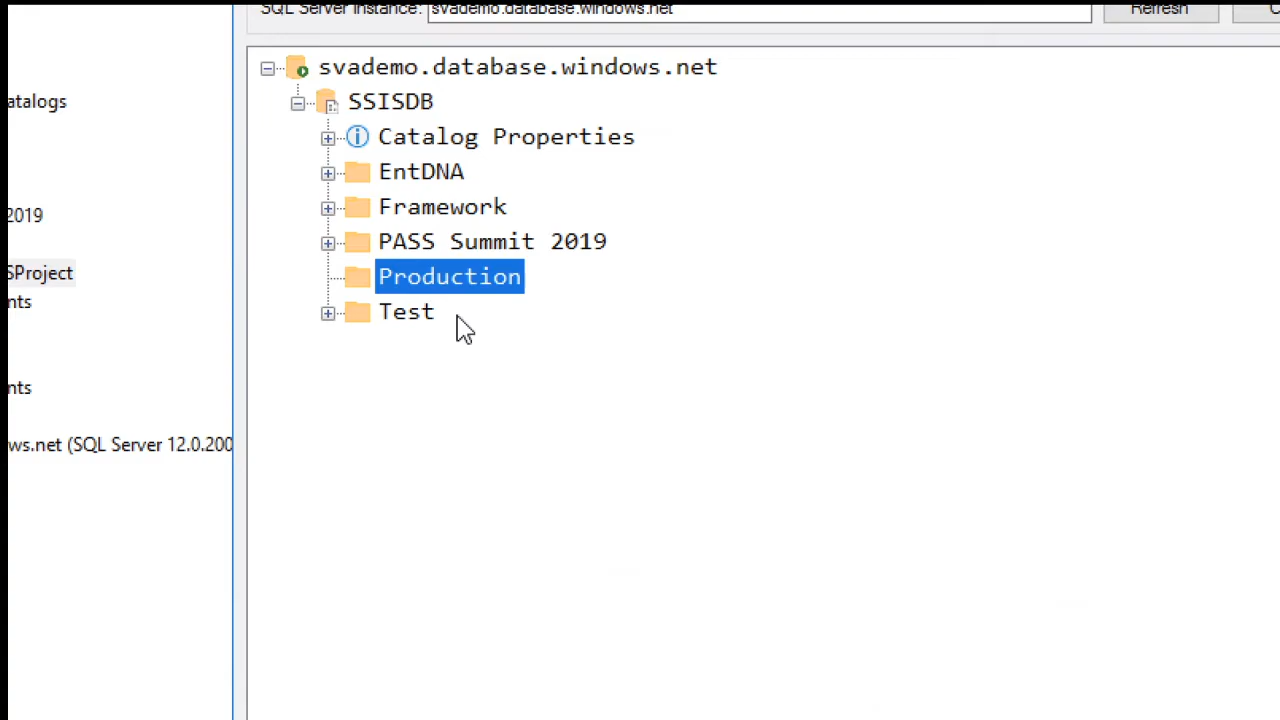 SQL Server Instance: svademo.database.windows.net Refresh
svademo.database.windows.net
SSISDB
Catalog Properties
EntDNA
Framework
PASS Summit 2019
Production
Test
atalogs
2019
SProject
nts
nts
ws.net (SQL Server 12.0.200